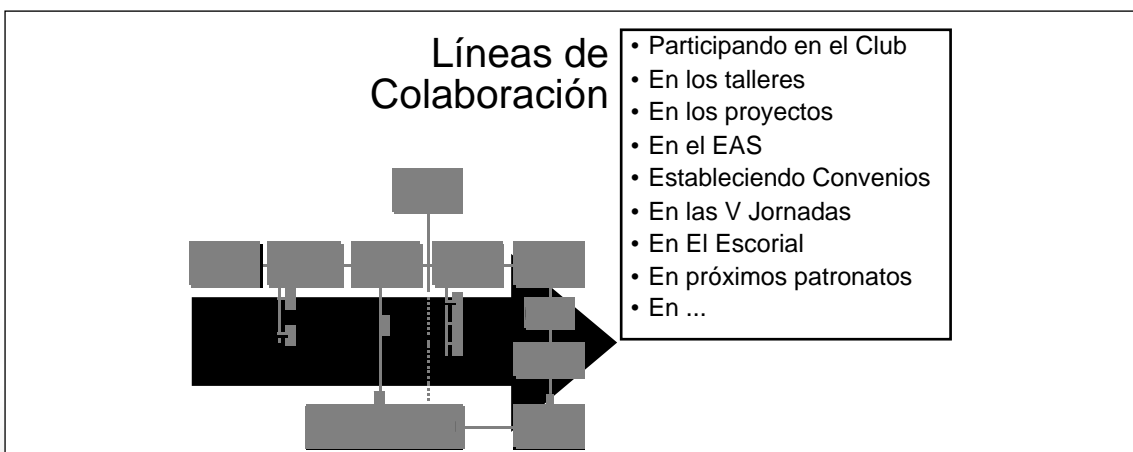 Líneas de
Colaboración
• Participando en el Club
• En los talleres
• En los proyectos
• En el EAS
• Estableciendo Convenios
• En las V Jornadas
• En El Escorial
• En próximos patronatos
• En ...